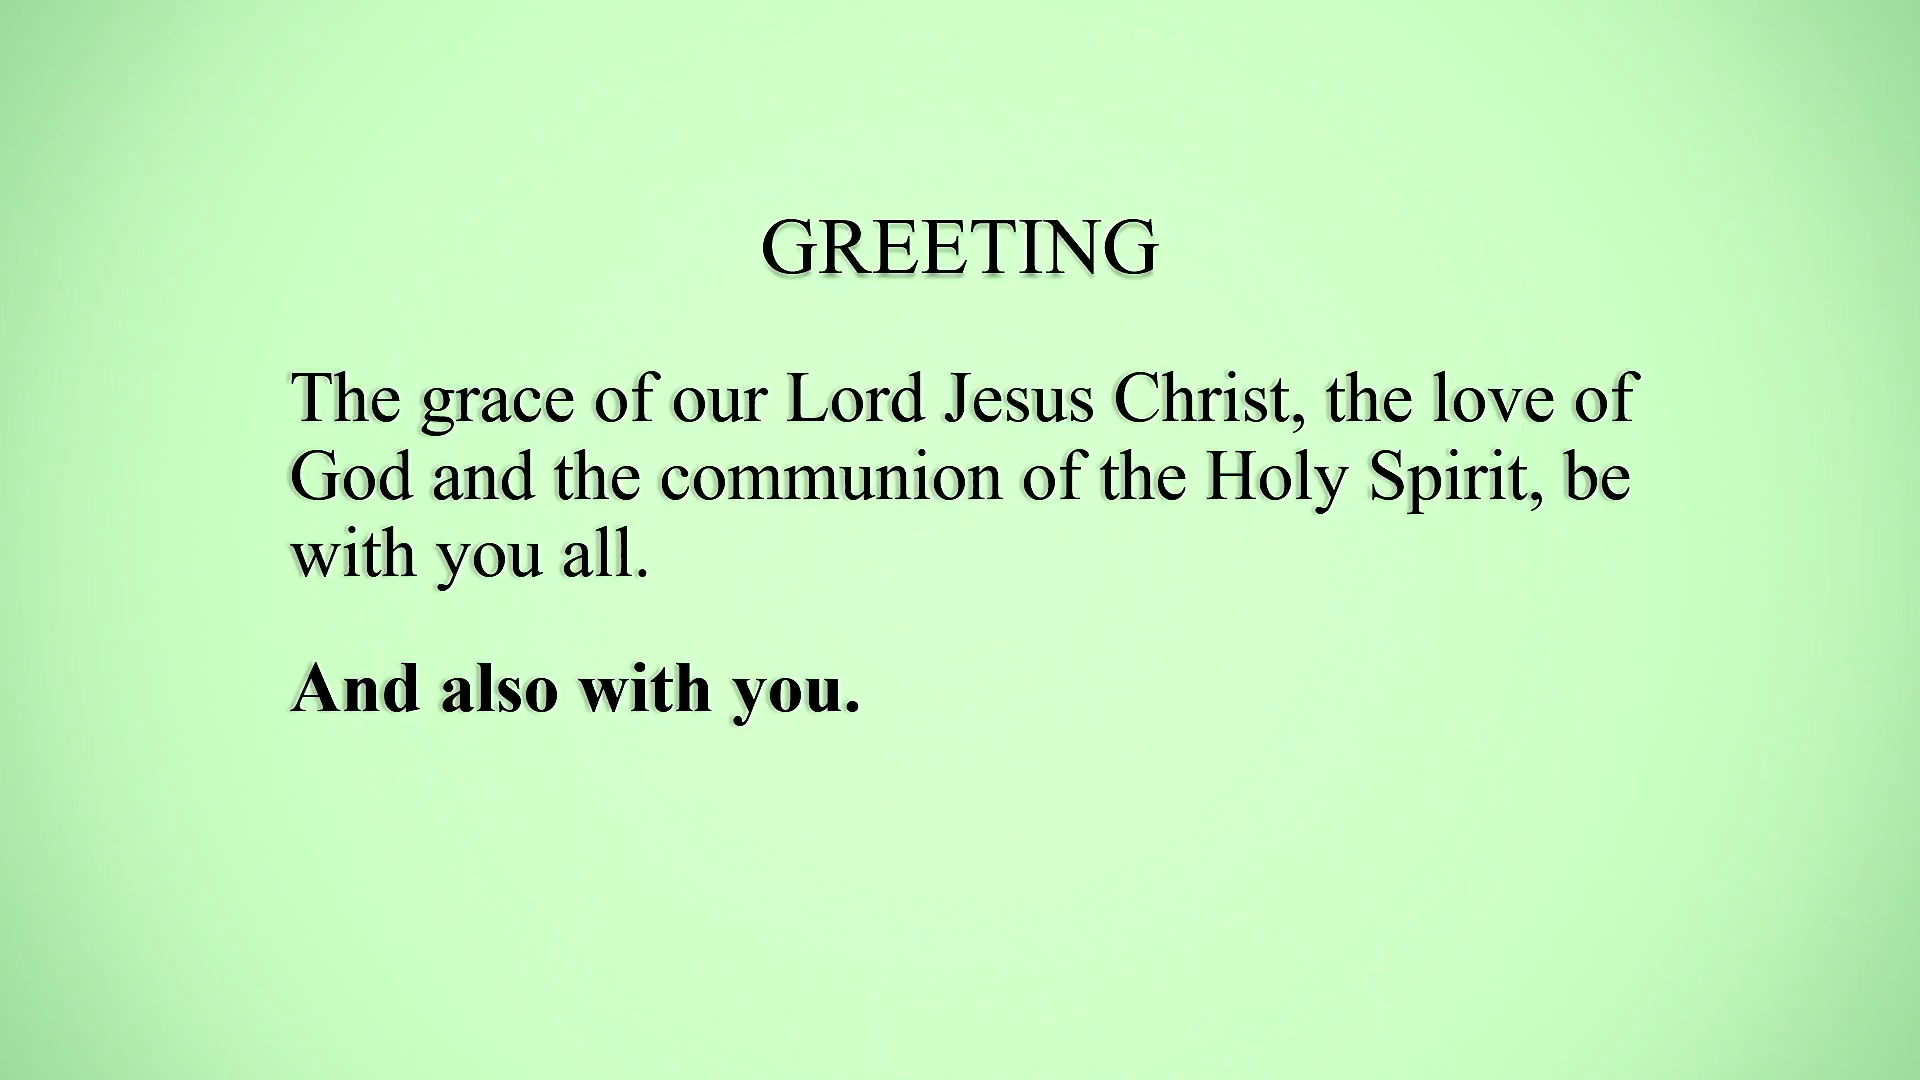 GREETING
The grace of our Lord Jesus Christ, the love of
God and the communion of the Holy Spirit, be
with you all.
And also with you.